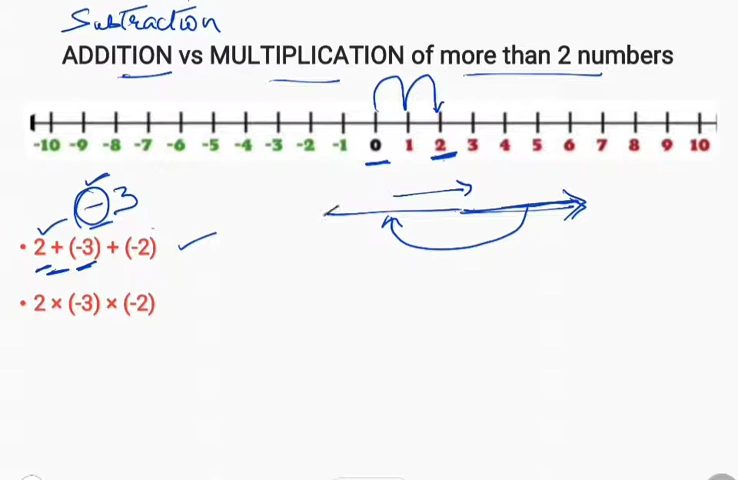 Subtraction
ADDITION vs MULTIPLICATION of more than 2 numbers
-10 -9 -8 -7 -6 -5 -4 -3 -2 -1 0 1 2 3 4 5 6 7 8 9 10
-3
• 2 + (-3) + (-2)
• 2 × (-3) × (-2)